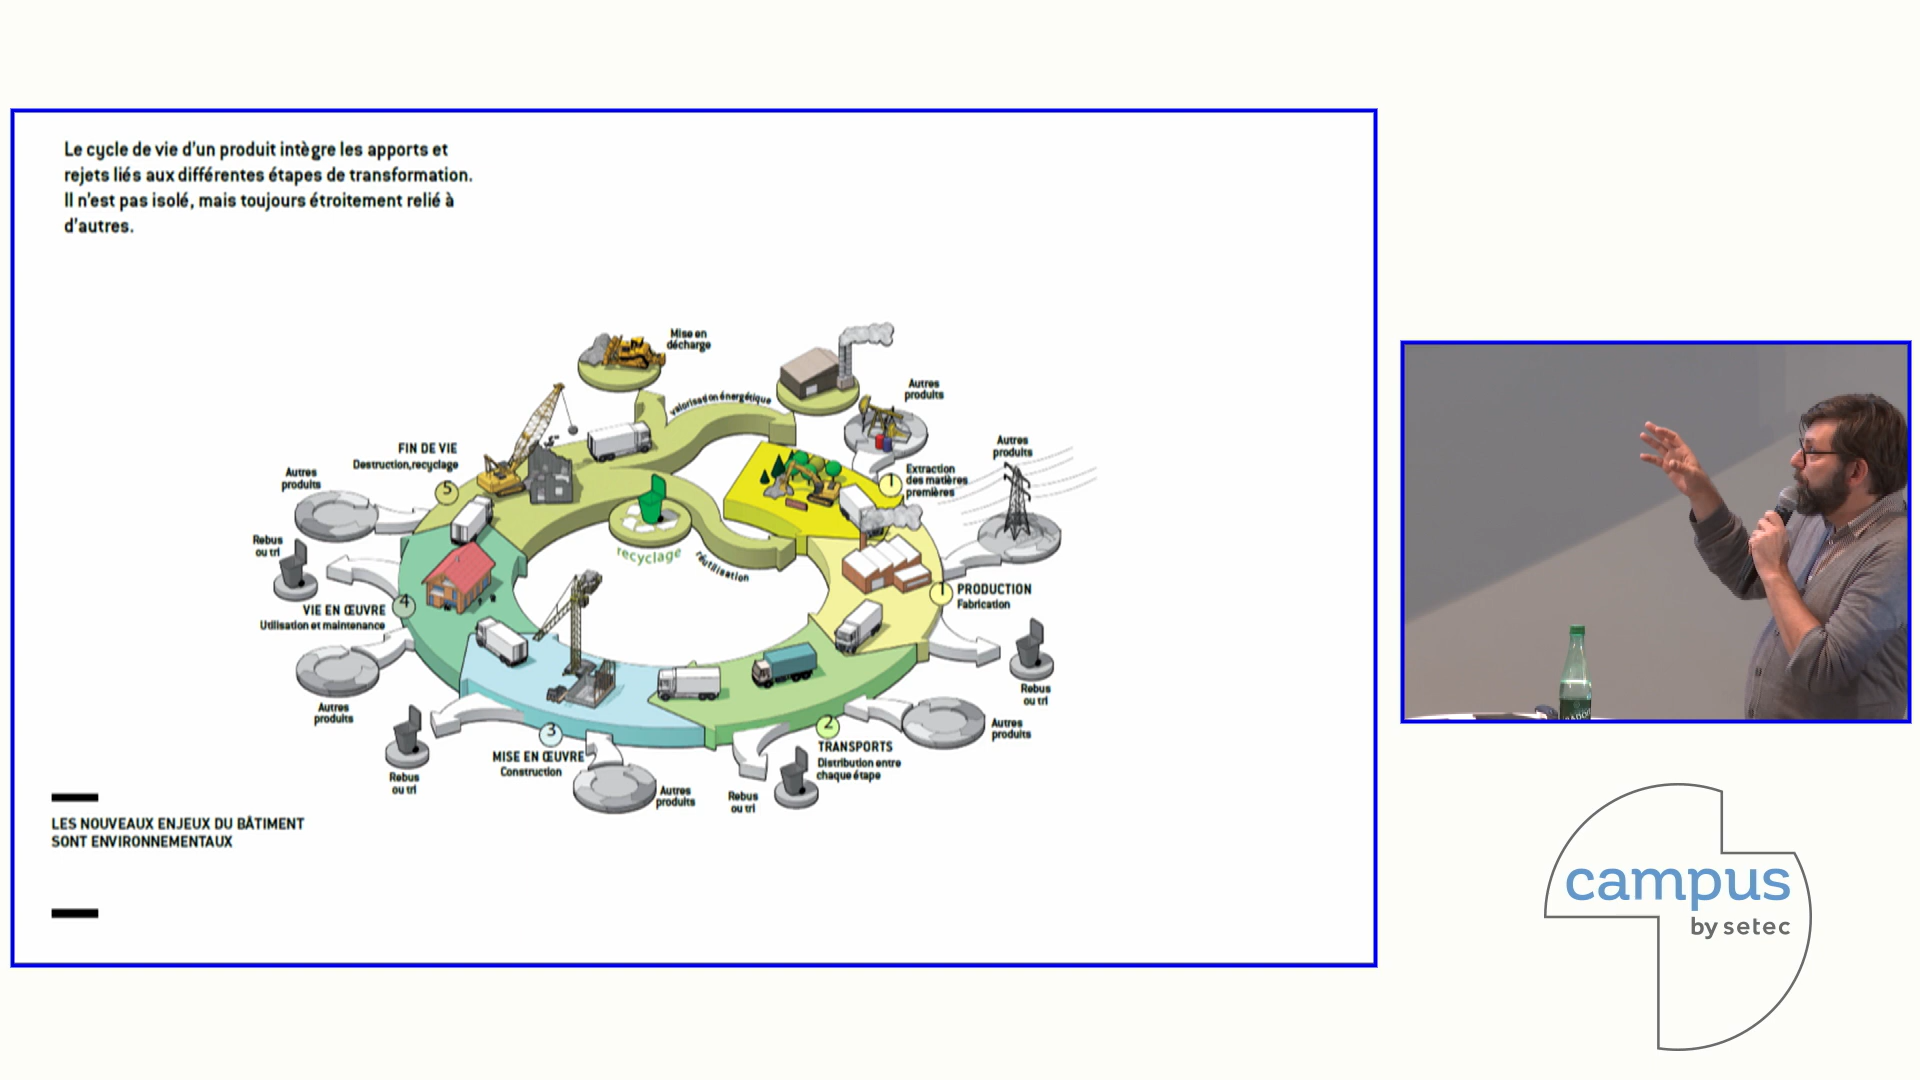 Le cycle de vie d'un produit intègre les apports et
rejets liés aux différentes étapes de transformation.
Il n'est pas isolé, mais toujours étroitement relié à
d'autres.
Mise en
décharge
valorisation énergétique
Autres
produits
Autres
produits
FIN DE VIE
Destruction,recyclage
5
Autres
produits
1
Extraction
des matières
premières
Rebus
ou tri
recyclage
réutilisation
1
PRODUCTION
Fabrication
4
VIE EN ŒUVRE
Utilisation et maintenance
Rebus
ou tri
Autres
produits
2
TRANSPORTS
Distribution entre
chaque étape
Autres
produits
3
MISE EN ŒUVRE
Construction
Rebus
ou tri
Autres
produits
Rebus
ou tri
LES NOUVEAUX ENJEUX DU BÂTIMENT
SONT ENVIRONNEMENTAUX
campus
by setec